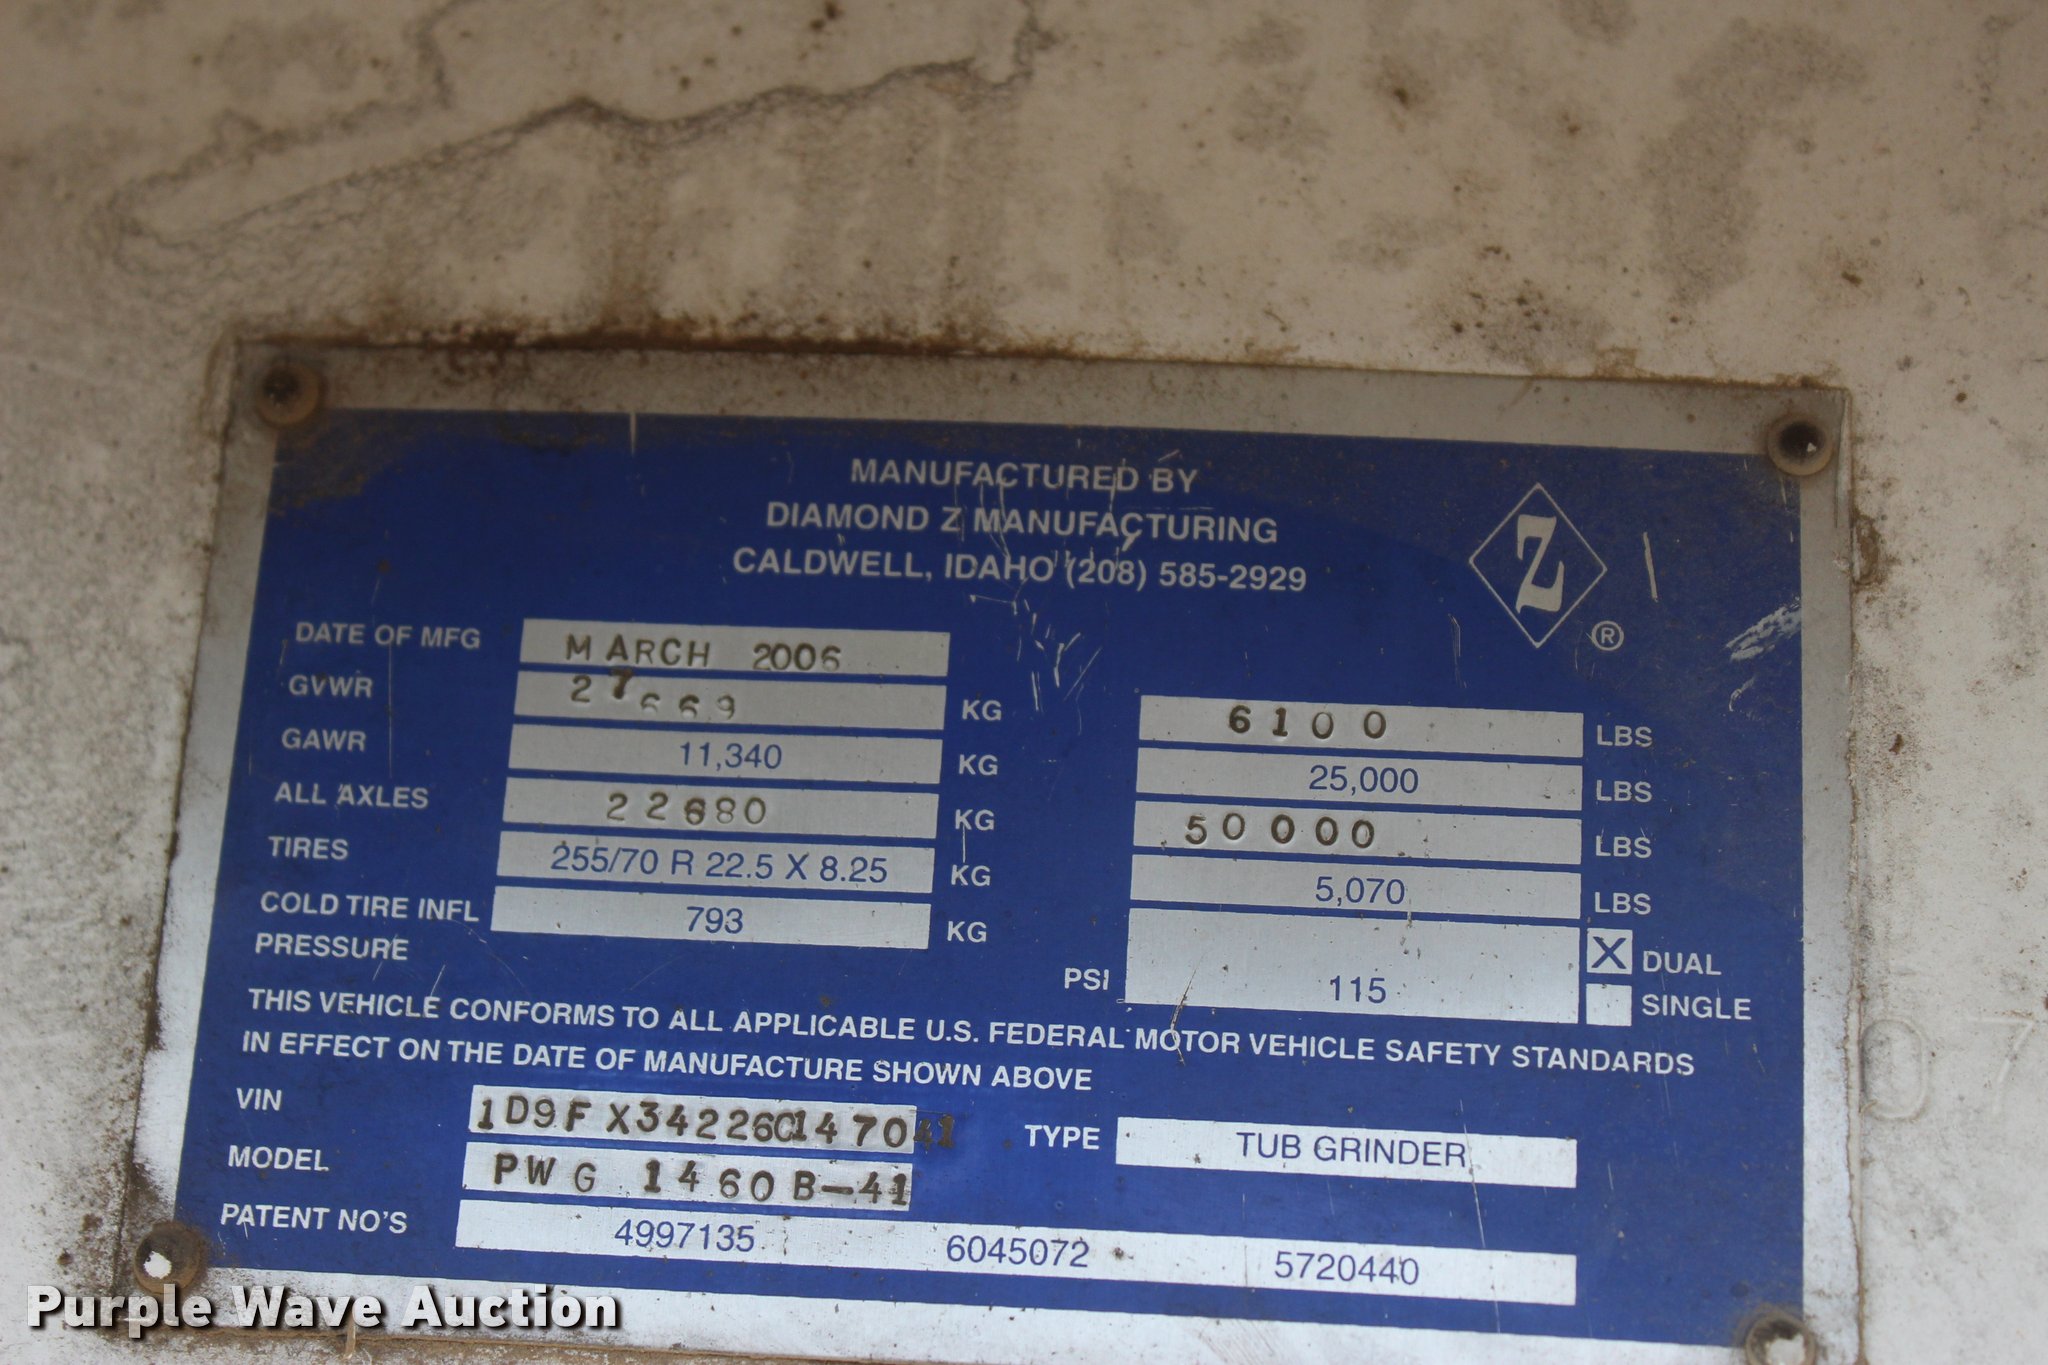 MANUFACTURED BY
DIAMOND Z MANUFACTURING
CALDWELL, IDAHO (208) 585-2929
Z ®
DATE OF MFG MARCH 2006
GVWR 27669 KG 6100 LBS
GAWR 11,340 KG 25,000 LBS
ALL AXLES 22680 KG 50000 LBS
TIRES 255/70 R 22.5 X 8.25 KG 5,070 LBS
COLD TIRE INFL 793 KG
PRESSURE PSI 115 X DUAL
SINGLE
THIS VEHICLE CONFORMS TO ALL APPLICABLE U.S. FEDERAL MOTOR VEHICLE SAFETY STANDARDS
IN EFFECT ON THE DATE OF MANUFACTURE SHOWN ABOVE
VIN 1D9FX34226C147041 TYPE TUB GRINDER
MODEL PWG 1460B-41
PATENT NO'S 4997135 6045072 5720440
07
Purple Wave Auction